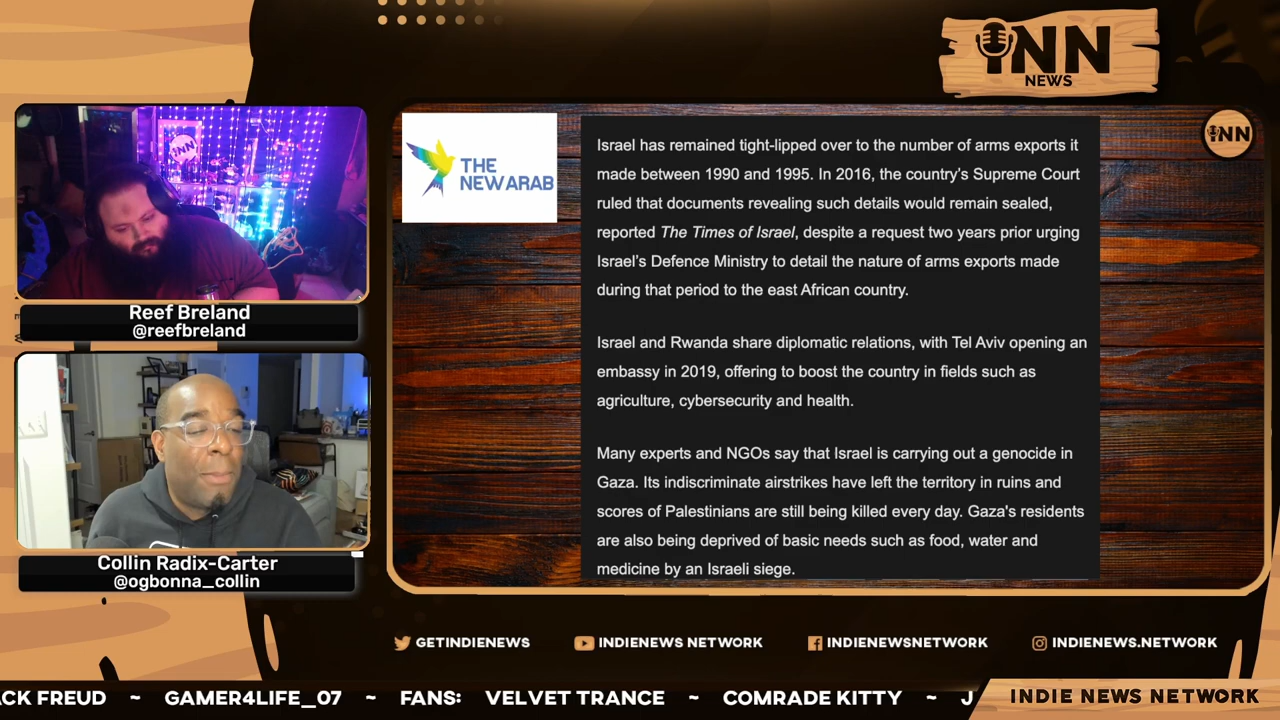 INN
NEWS
INN
THE
NEWARAB
Israel has remained tight-lipped over to the number of arms exports it
made between 1990 and 1995. In 2016, the country's Supreme Court
ruled that documents revealing such details would remain sealed,
reported The Times of Israel, despite a request two years prior urging
Israel's Defence Ministry to detail the nature of arms exports made
during that period to the east African country.
Israel and Rwanda share diplomatic relations, with Tel Aviv opening an
embassy in 2019, offering to boost the country in fields such as
agriculture, cybersecurity and health.
Many experts and NGOs say that Israel is carrying out a genocide in
Gaza. Its indiscriminate airstrikes have left the territory in ruins and
scores of Palestinians are still being killed every day. Gaza's residents
are also being deprived of basic needs such as food, water and
medicine by an Israeli siege.
INN
Reef Breland
@reefbreland
Collin Radix-Carter
@ogbonna_collin
GETINDIENEWS
INDIENEWS NETWORK
INDIENEWSNETWORK
INDIENEWS.NETWORK
CK FREUD ~ GAMER4LIFE_07 ~ FANS: VELVET TRANCE ~ COMRADE KITTY ~ J
INDIE NEWS NETWORK